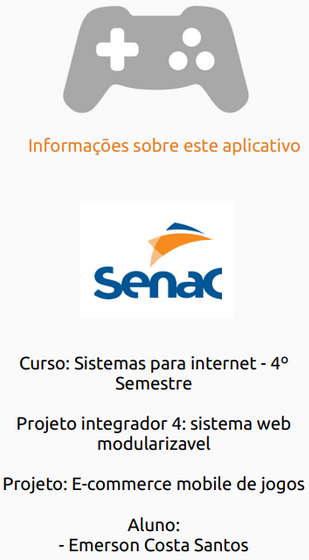 Informações sobre este aplicativo
Senac
Curso: Sistemas para internet - 4º
Semestre
Projeto integrador 4: sistema web
modularizavel
Projeto: E-commerce mobile de jogos
Aluno:
- Emerson Costa Santos